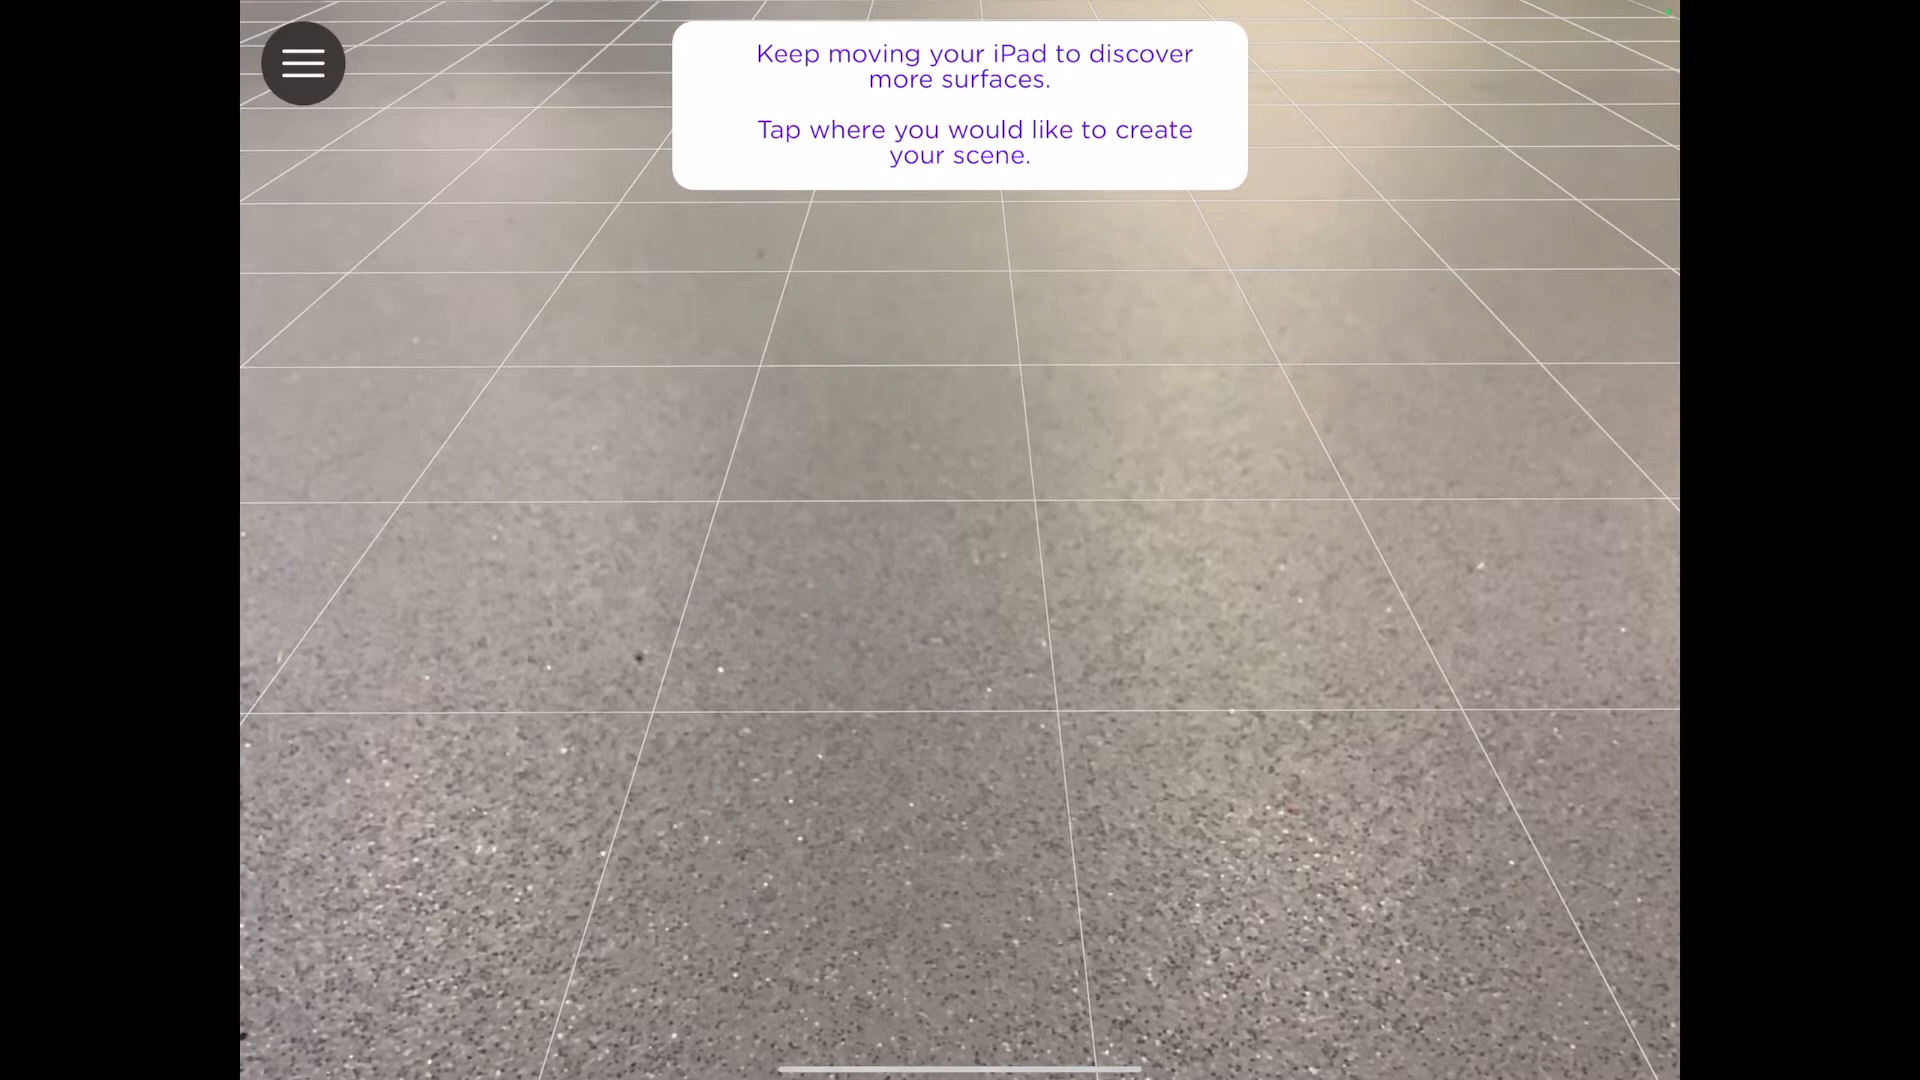 Keep moving your iPad to discover
more surfaces.
Tap where you would like to create
your scene.